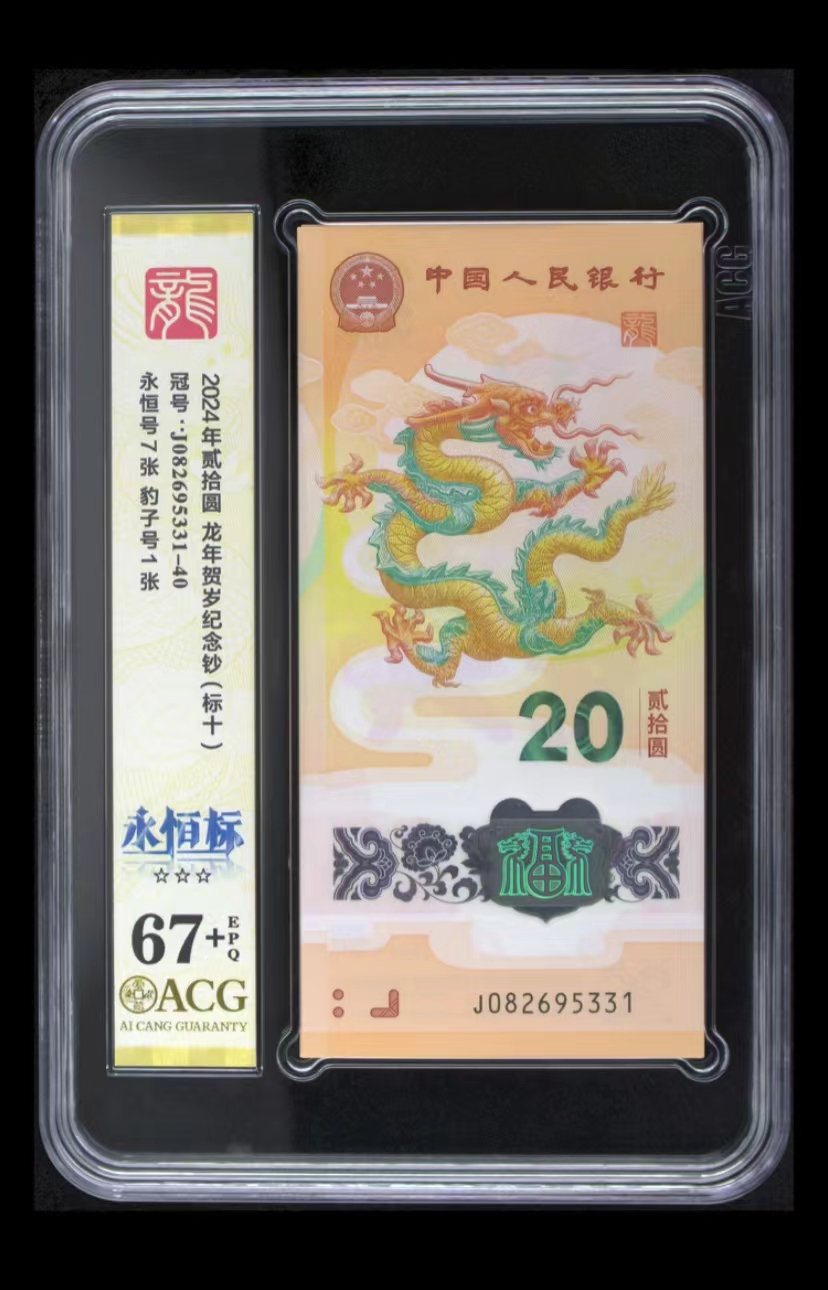 龍
2024年贰拾圆 龙年贺岁纪念钞(标十)
冠号:J082695331-40
永恒号7张 豹子号1张
永恒标
☆☆☆
67+EPQ
ACG
AI CANG GUARANTY
中国人民银行
龍
20
贰拾圆
J082695331
ACG